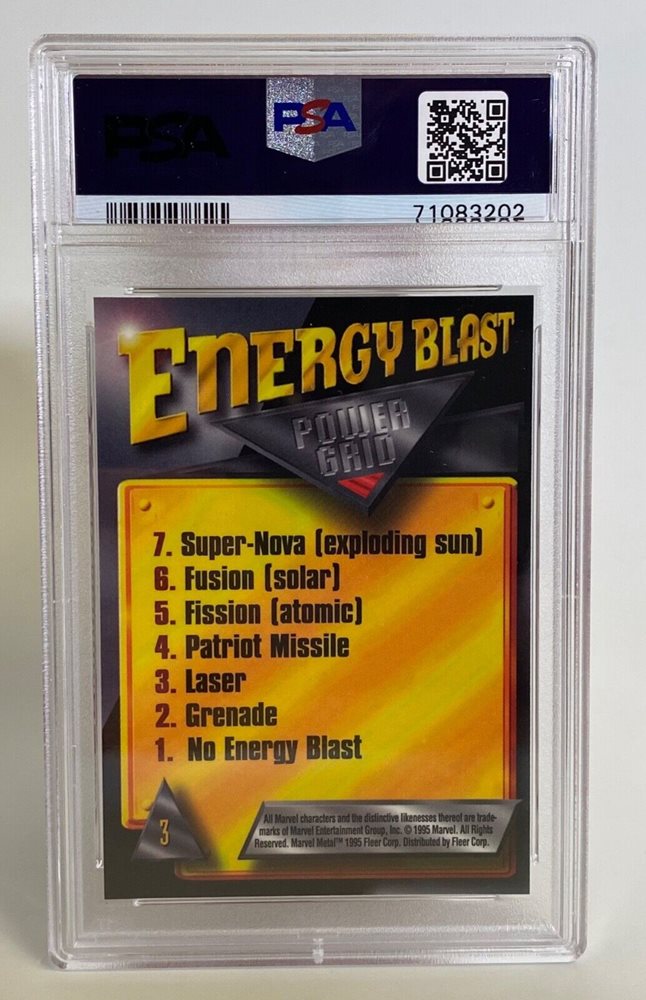 PSA
PSA
71083202
ENERGY BLAST
POWER
GRID
7. Super-Nova (exploding sun)
6. Fusion (solar)
5. Fission (atomic)
4. Patriot Missile
3. Laser
2. Grenade
1. No Energy Blast
3
All Marvel characters and the distinctive likenesses thereof are trade-
marks of Marvel Entertainment Group, Inc. © 1995 Marvel. All Rights
Reserved. Marvel Metal™ 1995 Fleer Corp. Distributed by Fleer Corp.